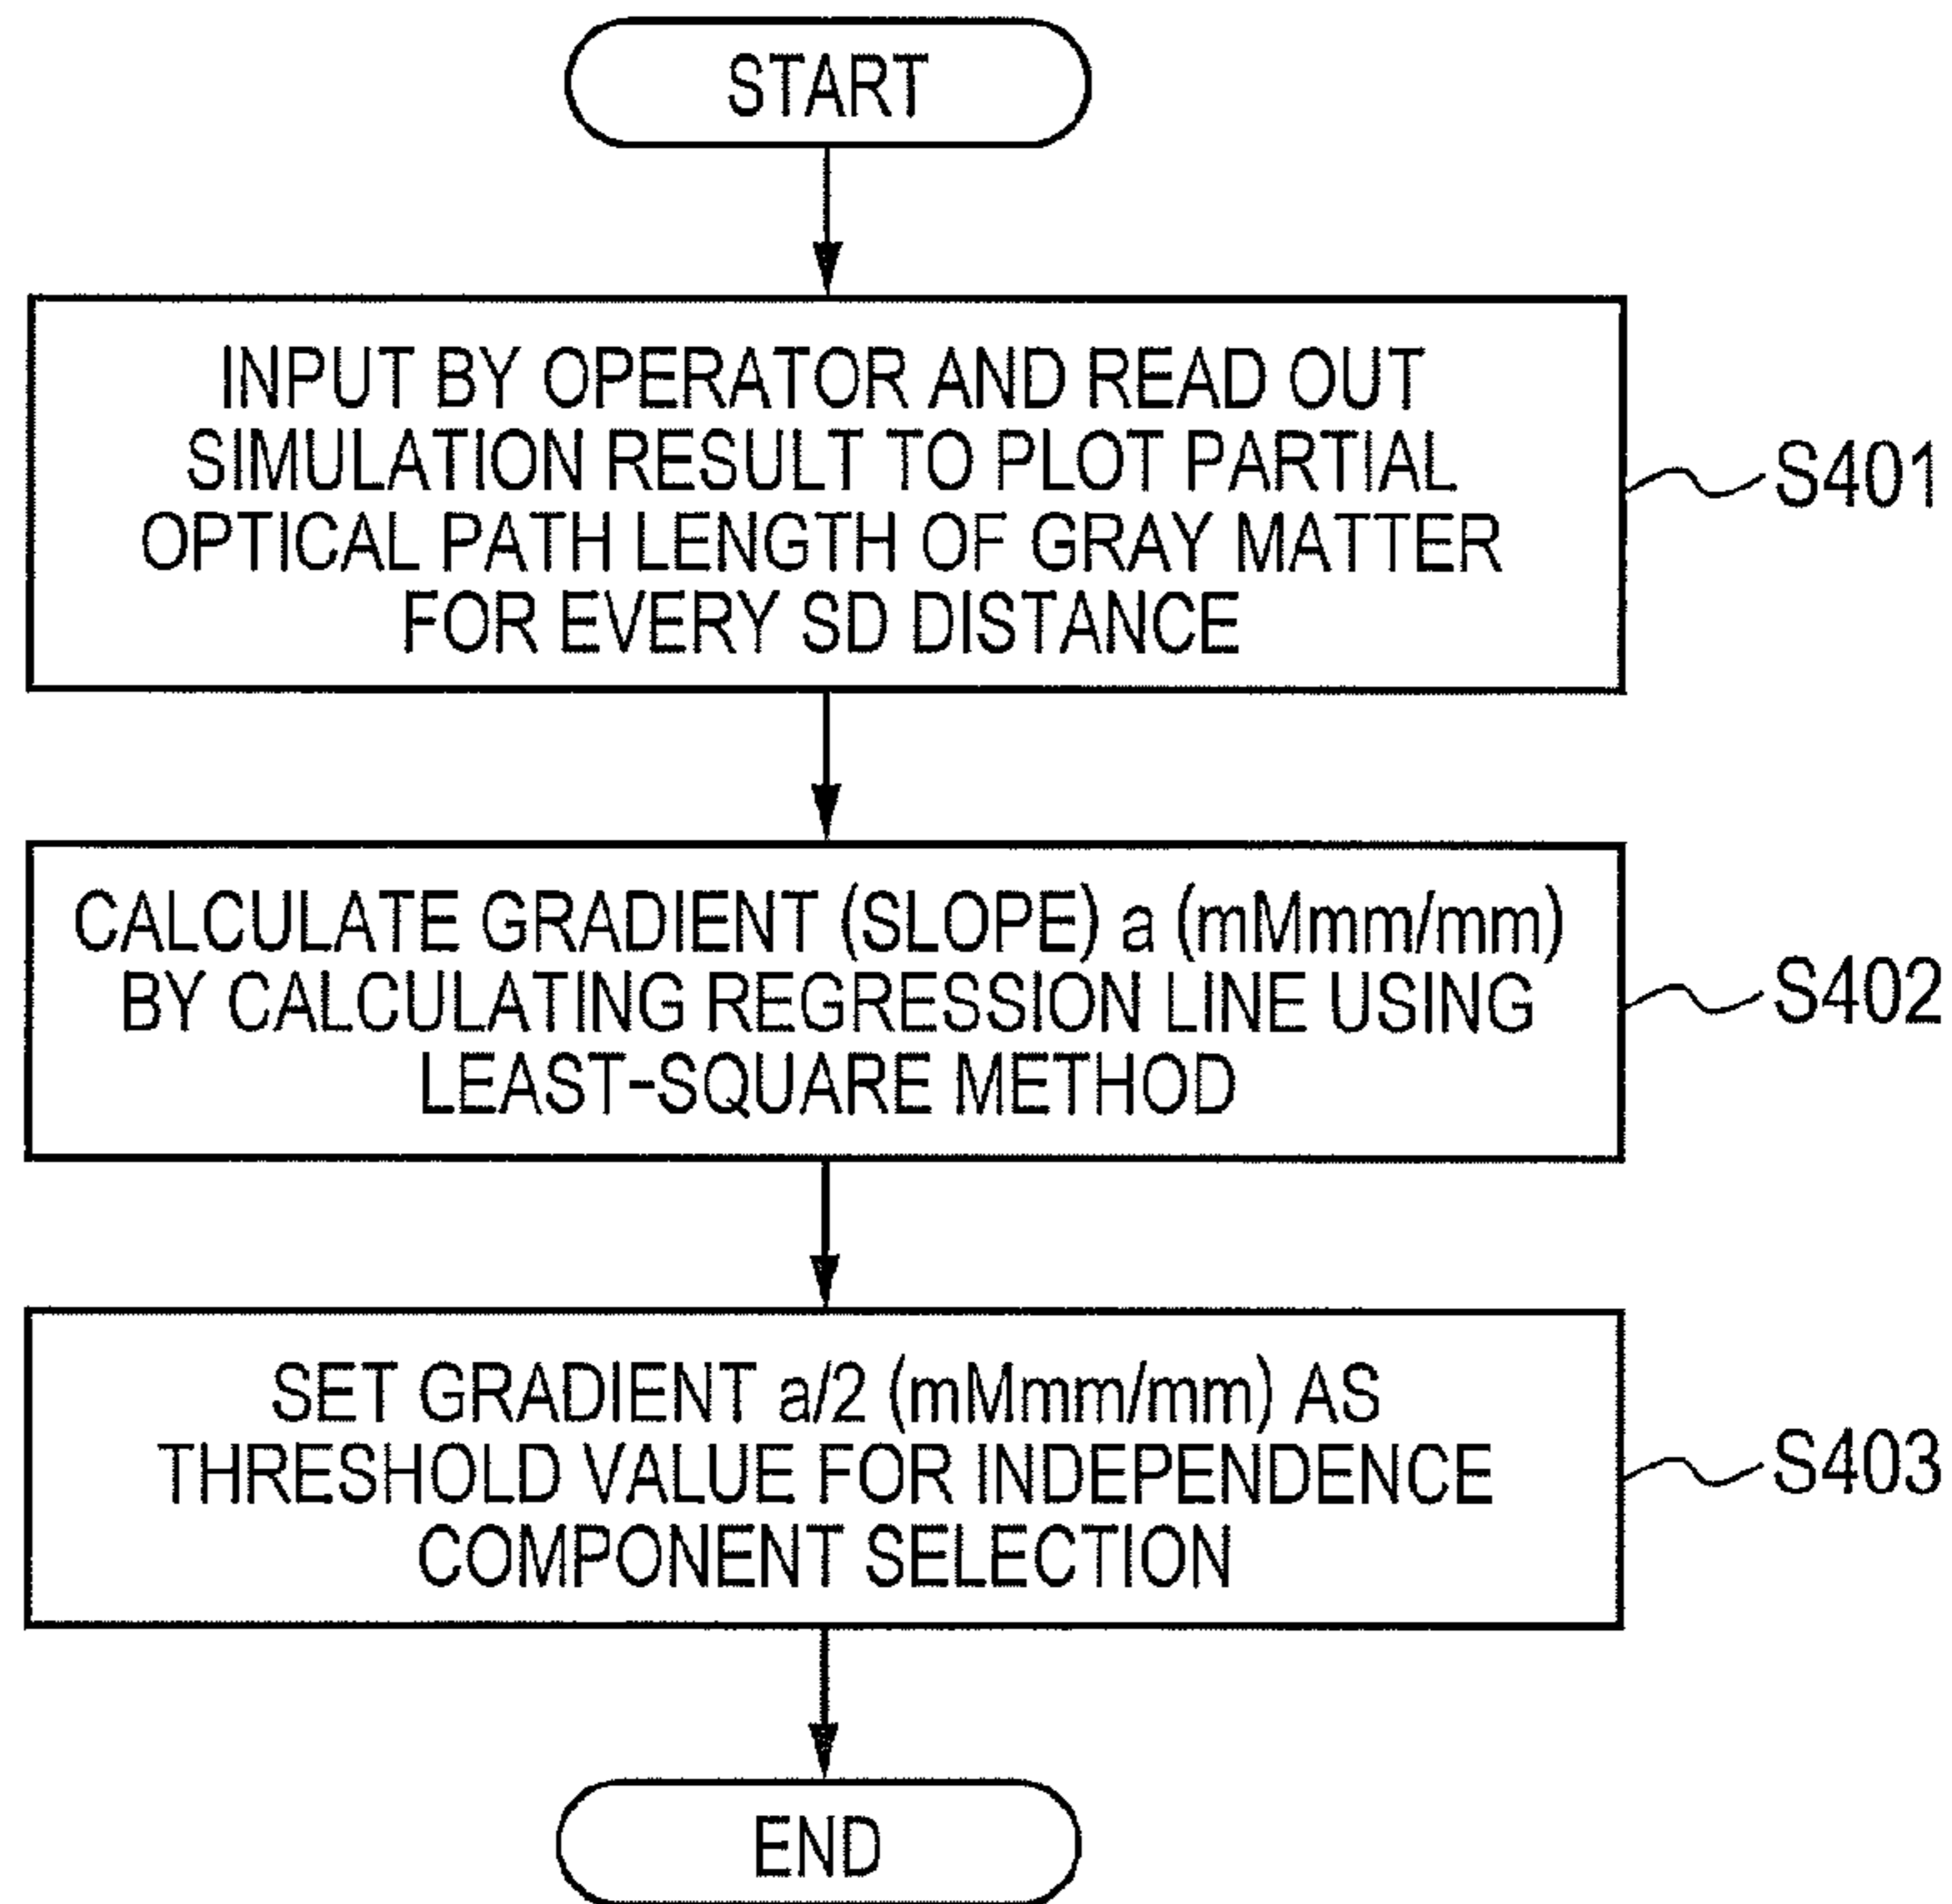 START
INPUT BY OPERATOR AND READ OUT
SIMULATION RESULT TO PLOT PARTIAL
OPTICAL PATH LENGTH OF GRAY MATTER
FOR EVERY SD DISTANCE
S401
CALCULATE GRADIENT (SLOPE) a (mMmm/mm)
BY CALCULATING REGRESSION LINE USING
LEAST-SQUARE METHOD
S402
SET GRADIENT a/2 (mMmm/mm) AS
THRESHOLD VALUE FOR INDEPENDENCE
COMPONENT SELECTION
S403
END